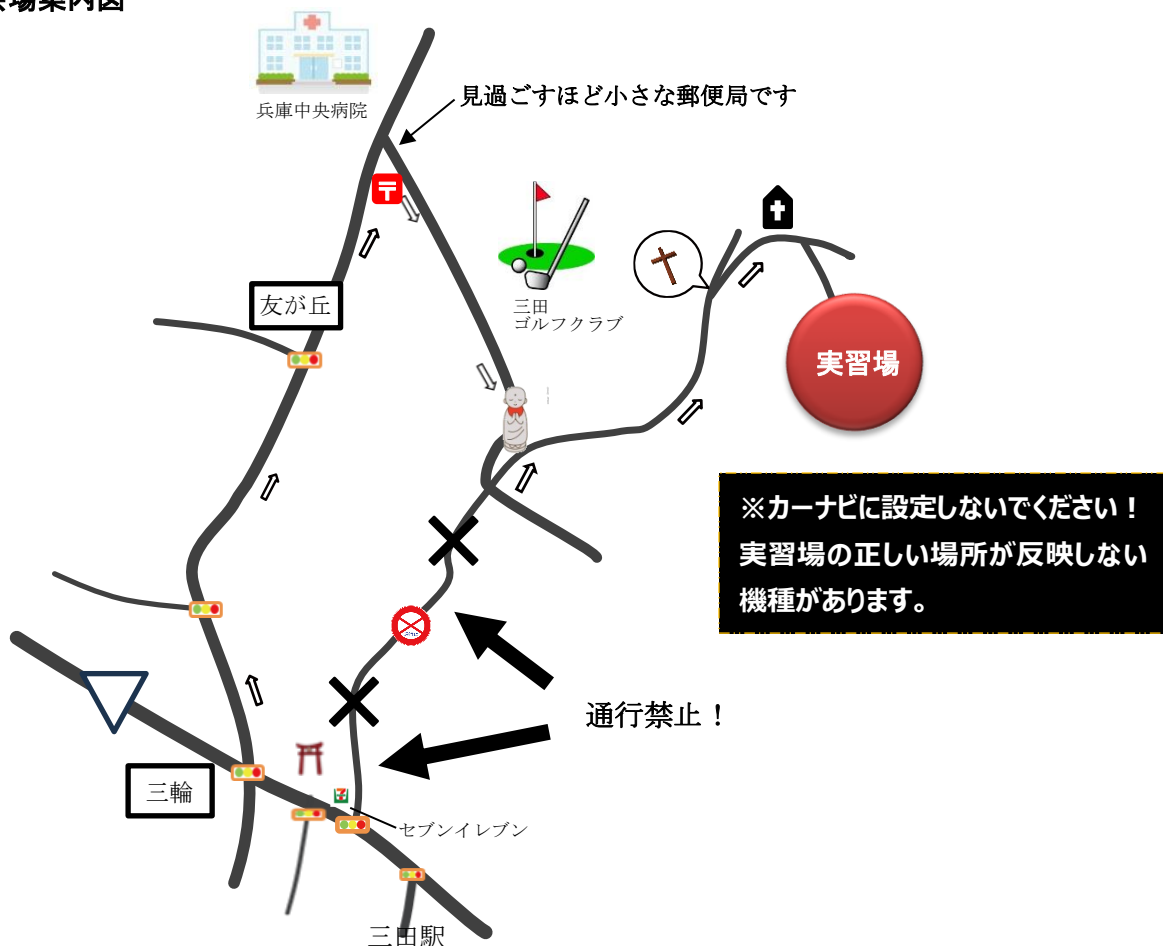 場案内図
兵庫中央病院
見過ごすほど小さな郵便局です
三田
ゴルフクラブ
友が丘
実習場
※カーナビに設定しないでください！
実習場の正しい場所が反映しない
機種があります。
通行禁止！
三輪
セブンイレブン
三田駅